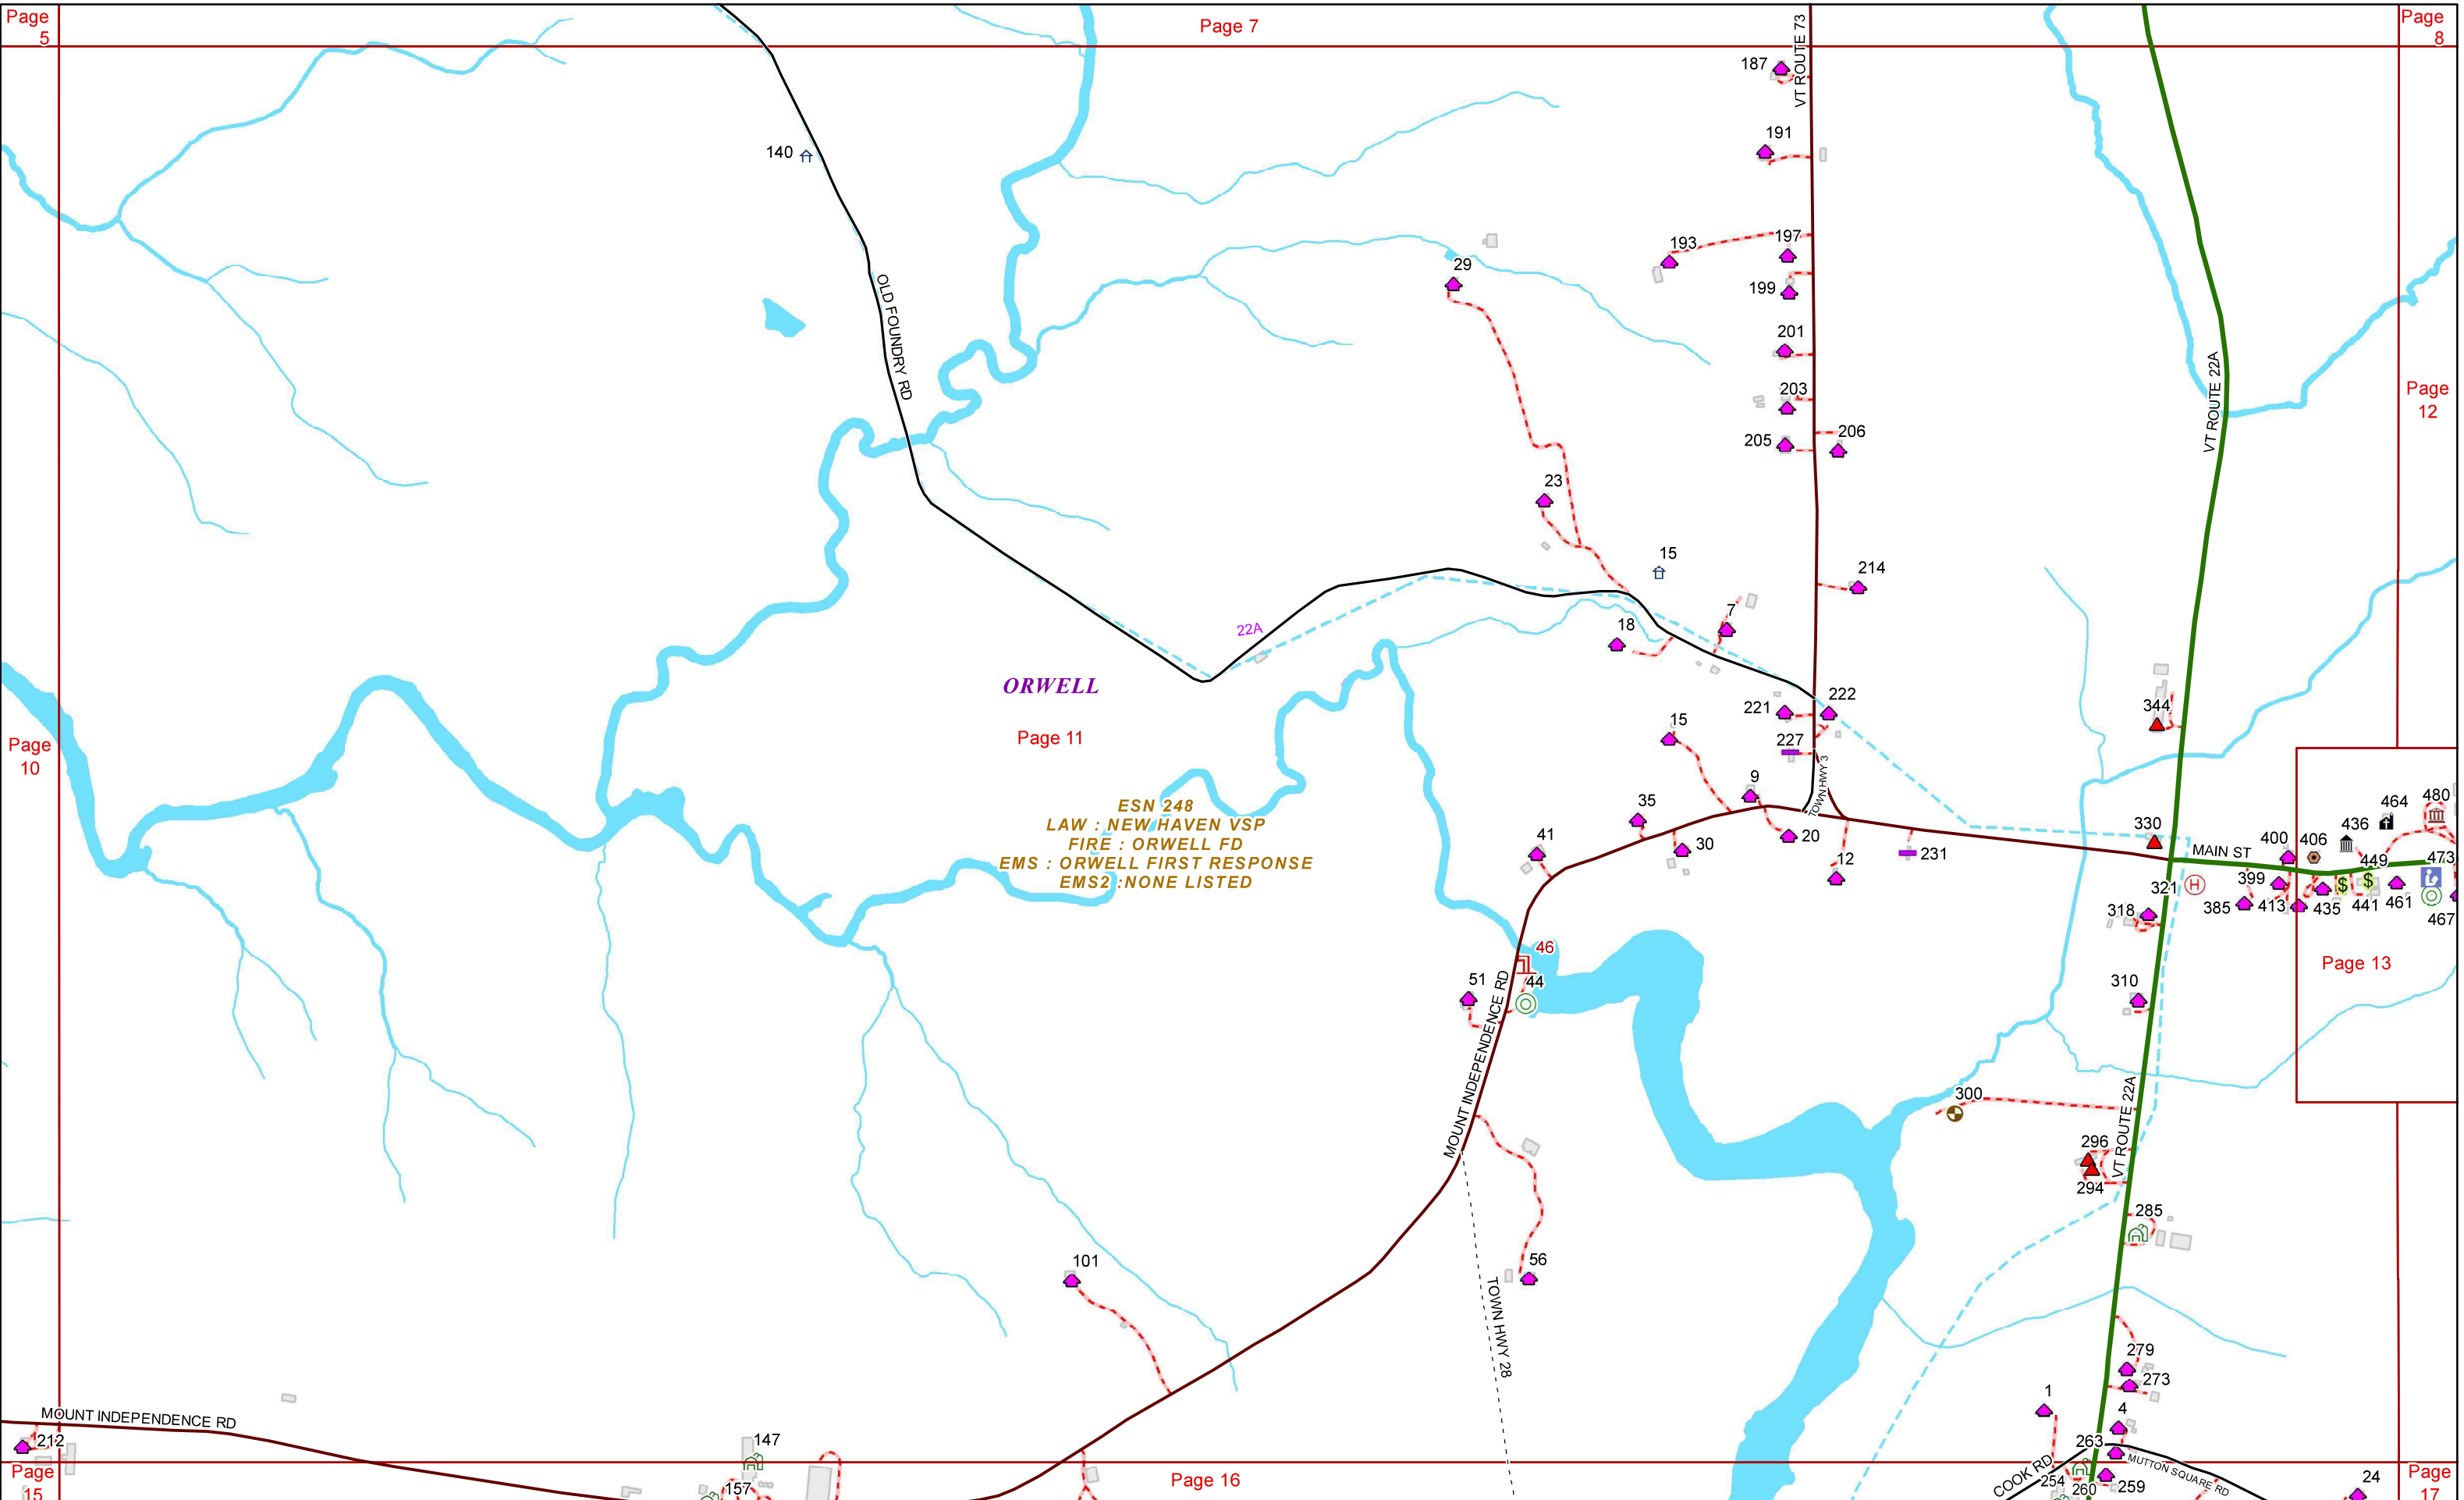 Page
5
Page 7
Page
8
VT ROUTE 73
187
140
191
193
197
29
199
OLD FOUNDRY RD
201
VT ROUTE 22A
Page
12
203
205
206
23
15
214
7
18
22A
ORWELL
222
221
344
15
Page 11
227
Page
10
TOWN HWY 3
9
35
ESN 248
LAW : NEW HAVEN VSP
FIRE : ORWELL FD
EMS : ORWELL FIRST RESPONSE
EMS2 :NONE LISTED
480
464
330
436
41
30
20
400
406
MAIN ST
231
12
449
473
399
321
385
413
435
441
461
318
467
46
Page 13
51
44
310
MOUNT INDEPENDENCE RD
300
VT ROUTE 22A
296
294
285
101
56
TOWN HWY 28
279
273
1
4
MOUNT INDEPENDENCE RD
212
147
263
Page
15
Page 16
157
COOK RD
MUTTON SQUARE RD
254
260
259
24
Page
17